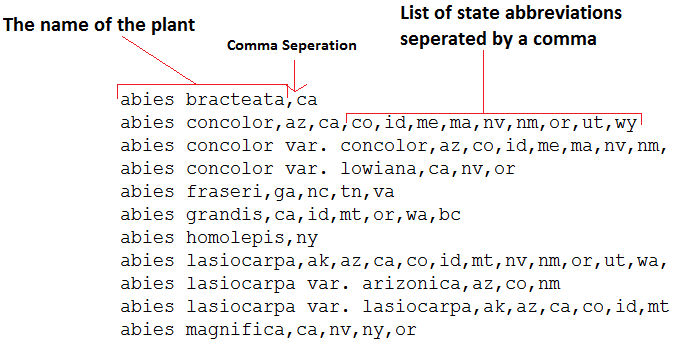 The name of the plant
Comma Seperation
List of state abbreviations
seperated by a comma
abies bracteata,ca
abies concolor,az,ca,co,id,me,ma,nv,nm,or,ut,wy
abies concolor var. concolor,az,co,id,me,ma,nv,nm,
abies concolor var. lowiana,ca,nv,or
abies fraseri,ga,nc,tn,va
abies grandis,ca,id,mt,or,wa,bc
abies homolepis,ny
abies lasiocarpa,ak,az,ca,co,id,mt,nv,nm,or,ut,wa,
abies lasiocarpa var. arizonica,az,co,nm
abies lasiocarpa var. lasiocarpa,ak,az,ca,co,id,mt
abies magnifica,ca,nv,ny,or